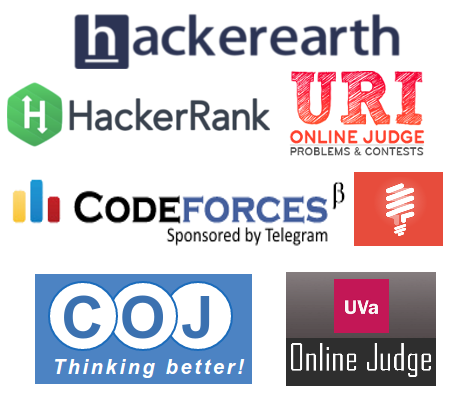 hackerearth
H HackerRank
URI
ONLINE JUDGE
PROBLEMS & CONTESTS
CODEFORCES β
Sponsored by Telegram
COJ
Thinking better!
UVa
Online Judge